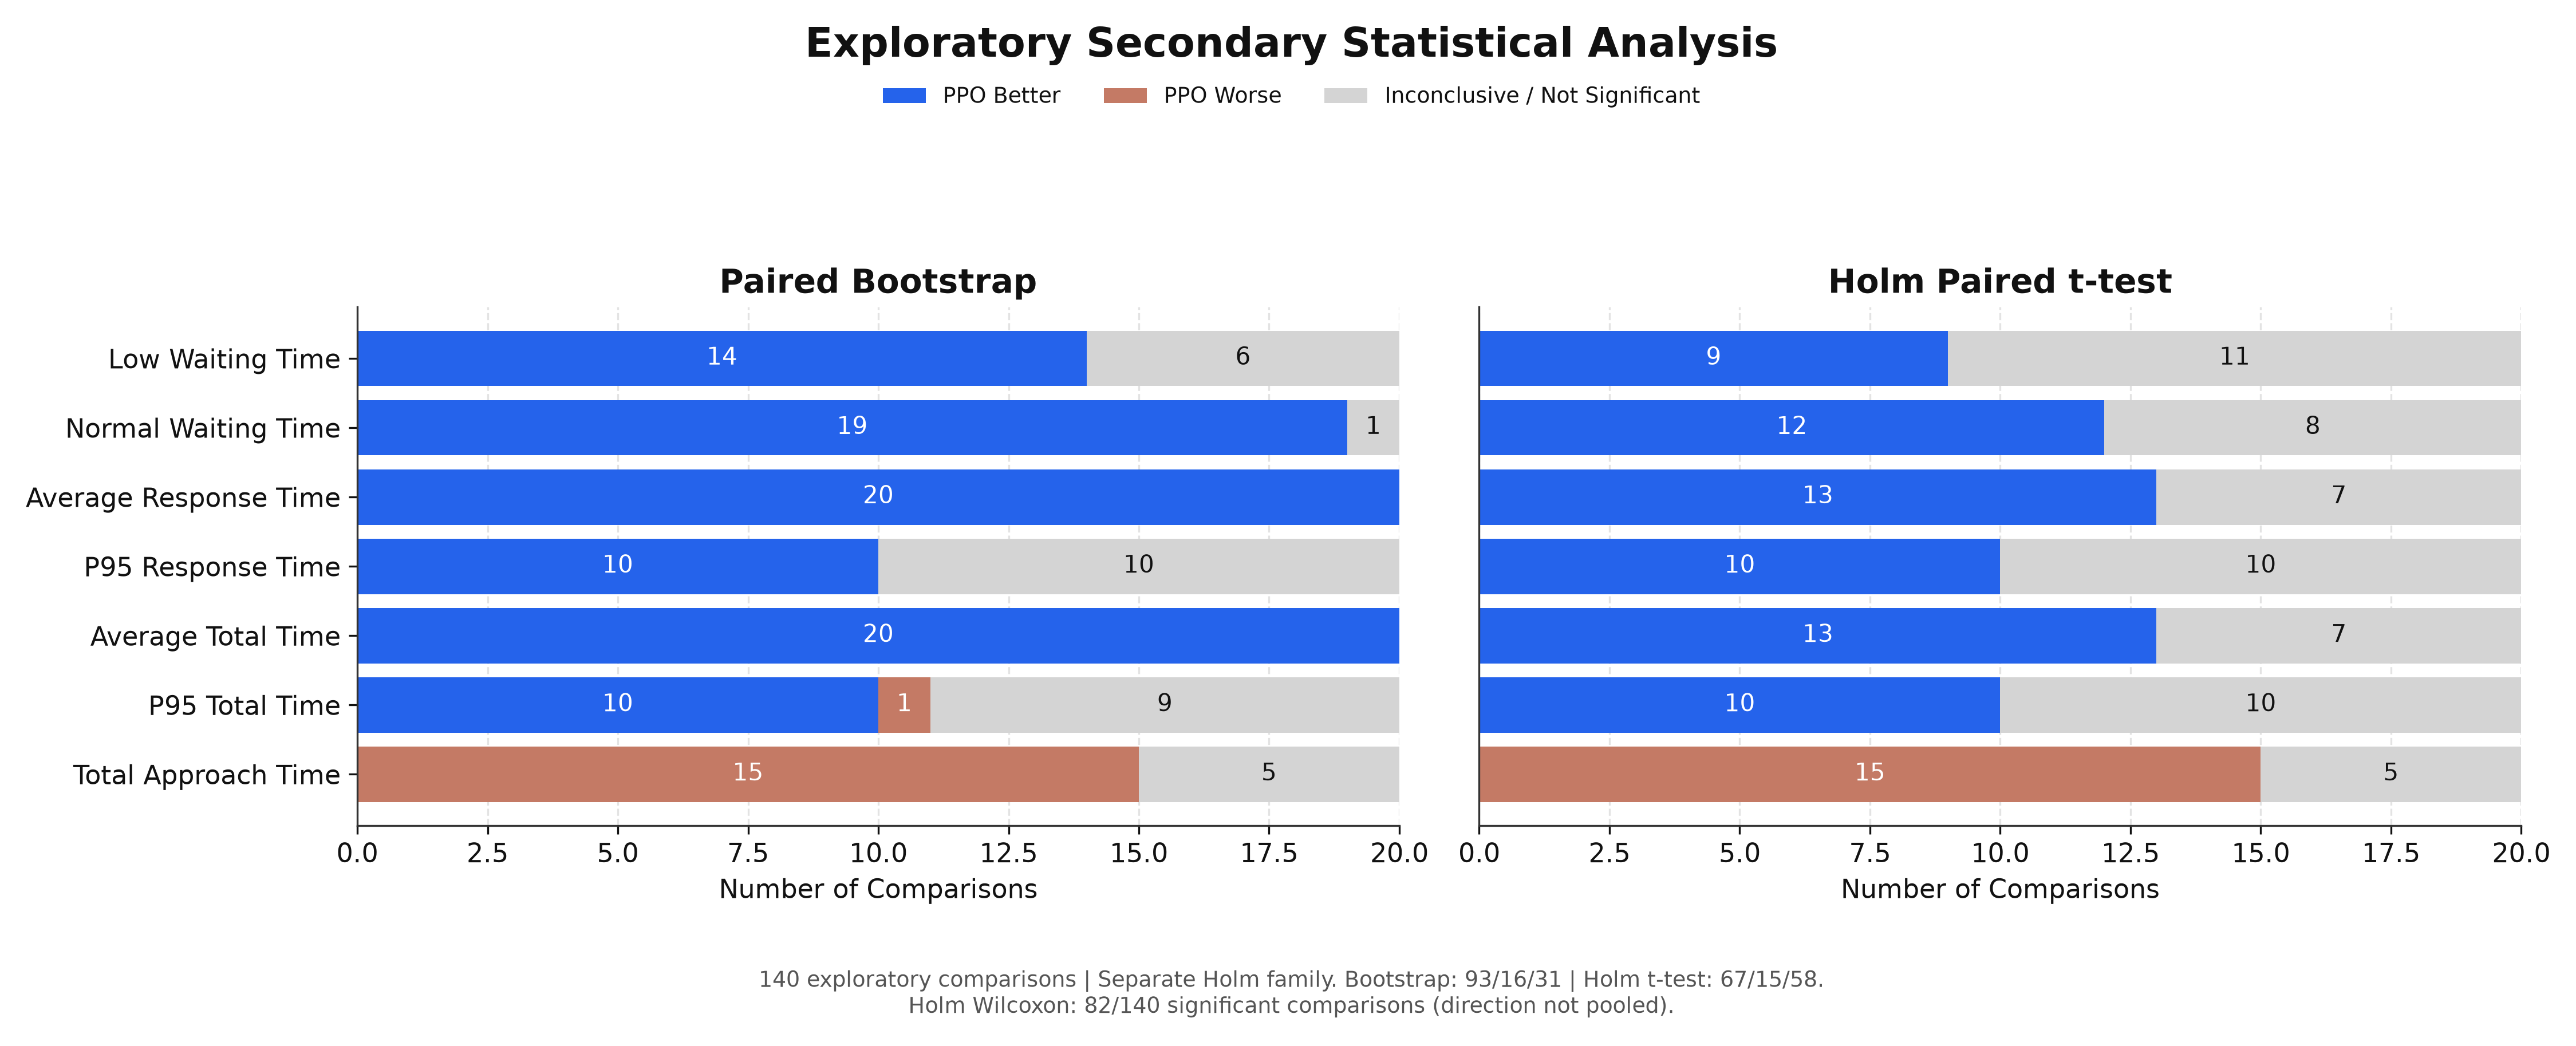 Exploratory Secondary Statistical Analysis
PPO Better PPO Worse Inconclusive / Not Significant
Paired Bootstrap
Low Waiting Time 14 6
Normal Waiting Time 19 1
Average Response Time 20
P95 Response Time 10 10
Average Total Time 20
P95 Total Time 10 1 9
Total Approach Time 15 5
0.0 2.5 5.0 7.5 10.0 12.5 15.0 17.5 20.0
Number of Comparisons
Holm Paired t-test
9 11
12 8
13 7
10 10
13 7
10 10
15 5
0.0 2.5 5.0 7.5 10.0 12.5 15.0 17.5 20.0
Number of Comparisons
140 exploratory comparisons | Separate Holm family. Bootstrap: 93/16/31 | Holm t-test: 67/15/58.
Holm Wilcoxon: 82/140 significant comparisons (direction not pooled).